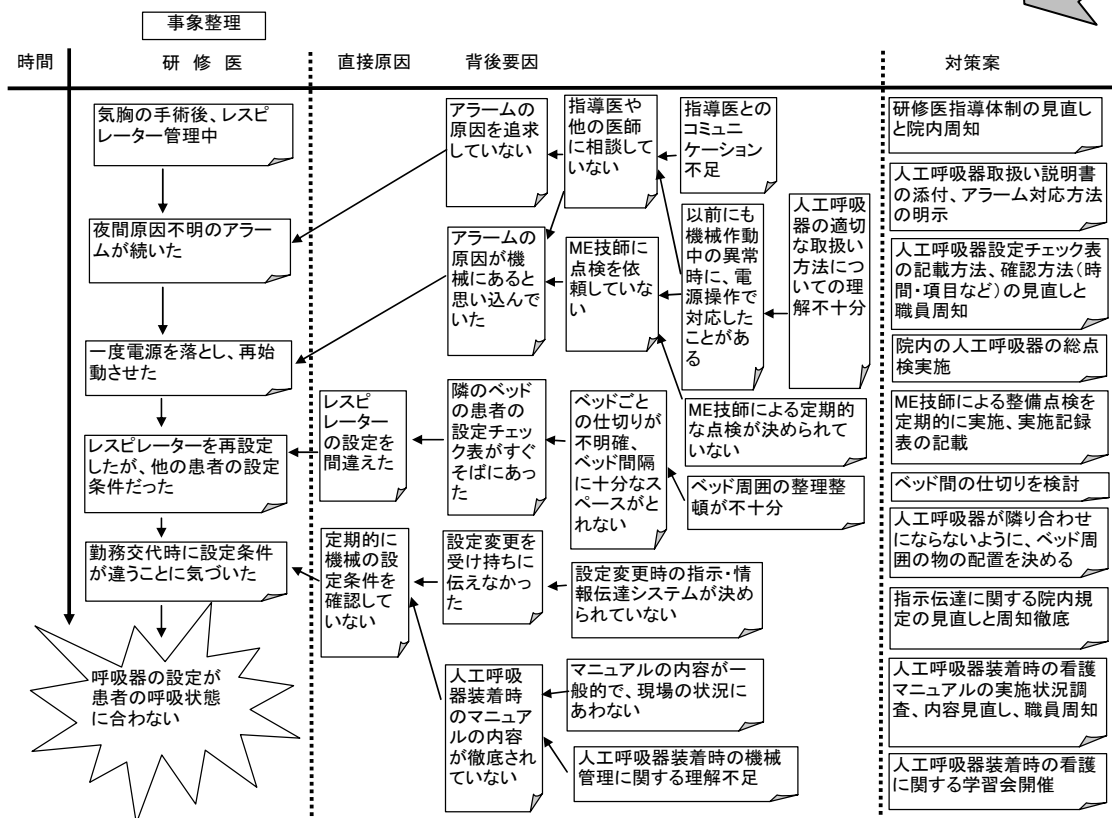 事象整理
時間
研 修 医
直接原因
背後要因
対策案
気胸の手術後、レスピ
レーター管理中
夜間原因不明のアラー
ムが続いた
一度電源を落とし、再始
動させた
レスピレーターを再設定
したが、他の患者の設定
条件だった
勤務交代時に設定条件
が違うことに気づいた
呼吸器の設定が
患者の呼吸状態
に合わない
レスピ
レーター
の設定を
間違えた
定期的に
機械の設
定条件を
確認して
いない
アラームの
原因を追求
していない
アラームの
原因が機
械にあると
思い込んで
いた
隣のベッド
の患者の
設定チェッ
ク表がすぐ
そばにあっ
た
設定変更を
受け持ちに
伝えなかっ
た
人工呼吸
器装着時
のマニュア
ルの内容
が徹底され
ていない
指導医や
他の医師
に相談して
いない
ME技師に
点検を依
頼していな
い
ベッドごと
の仕切りが
不明確、
ベッド間隔
に十分なス
ペースがと
れない
設定変更時の指示・情
報伝達システムが決め
られていない
マニュアルの内容が一
般的で、現場の状況に
あわない
人工呼吸器装着時の機械
管理に関する理解不足
指導医との
コミュニ
ケーション
不足
以前にも
機械作動
中の異常
時に、電
源操作で
対応した
ことがあ
る
ME技師による定期的
な点検が決められて
いない
ベッド周囲の整理整
頓が不十分
人工呼吸
器の適切
な取扱い
方法につ
いての理
解不十分
研修医指導体制の見直し
と院内周知
人工呼吸器取扱い説明書
の添付、アラーム対応方法
の明示
人工呼吸器設定チェック表
の記載方法、確認方法(時
間・項目など)の見直しと
職員周知
院内の人工呼吸器の総点
検実施
ME技師による整備点検を
定期的に実施、実施記録
表の記載
ベッド間の仕切りを検討
人工呼吸器が隣り合わせ
にならないように、ベッド周
囲の物の配置を決める
指示伝達に関する院内規
定の見直しと周知徹底
人工呼吸器装着時の看護
マニュアルの実施状況調
査、内容見直し、職員周知
人工呼吸器装着時の看護
に関する学習会開催